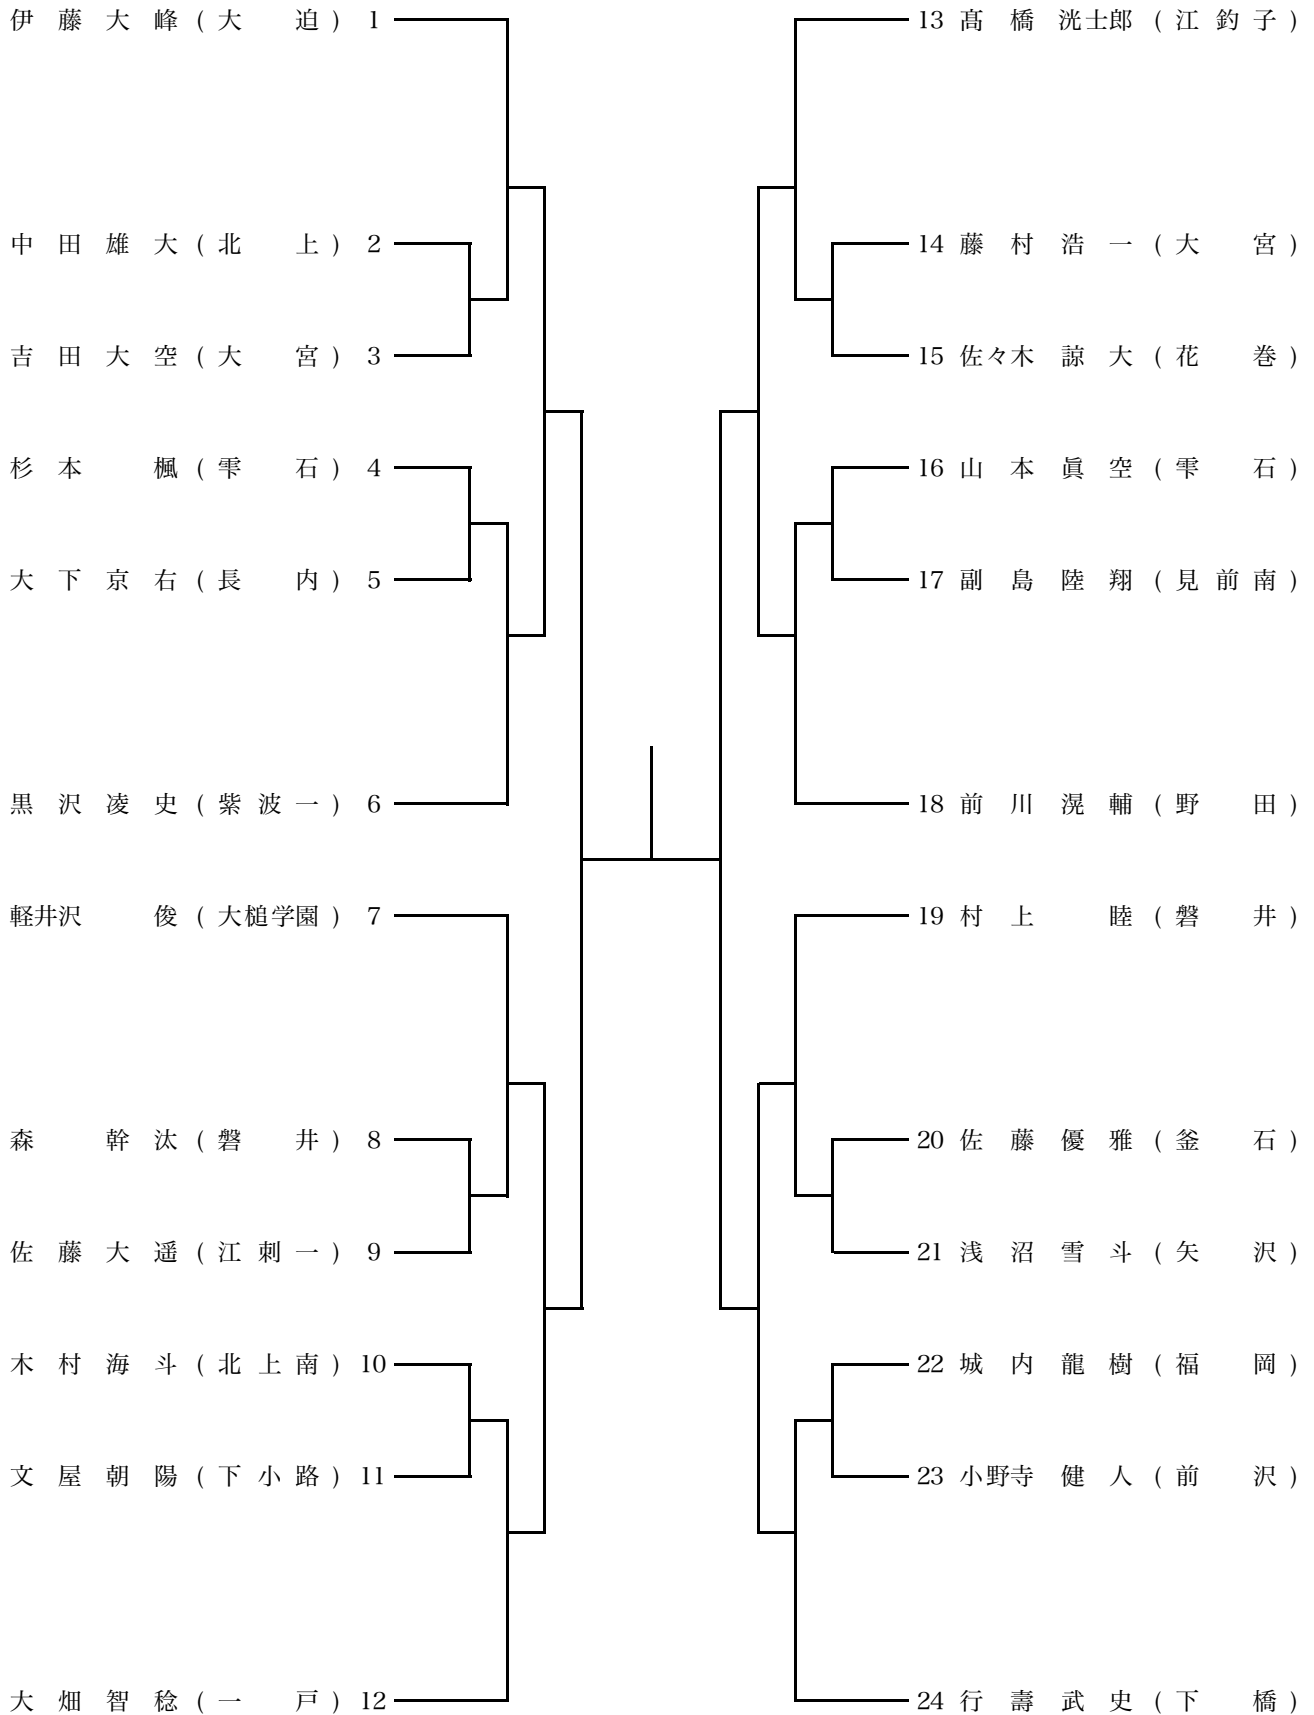 伊藤大峰(大迫) 1
中田雄大(北上) 2
吉田大空(大宮) 3
杉本楓(雫石) 4
大下京右(長内) 5
黒沢凌史(紫波一) 6
軽井沢俊(大槌学園) 7
森幹汰(磐井) 8
佐藤大遥(江刺一) 9
木村海斗(北上南) 10
文屋朝陽(下小路) 11
大畑智稔(一戸) 12
13 髙橋洸士郎(江釣子)
14 藤村浩一(大宮)
15 佐々木諒大(花巻)
16 山本眞空(雫石)
17 副島陸翔(見前南)
18 前川滉輔(野田)
19 村上睦(磐井)
20 佐藤優雅(釜石)
21 浅沼雪斗(矢沢)
22 城内龍樹(福岡)
23 小野寺健人(前沢)
24 行壽武史(下橋)